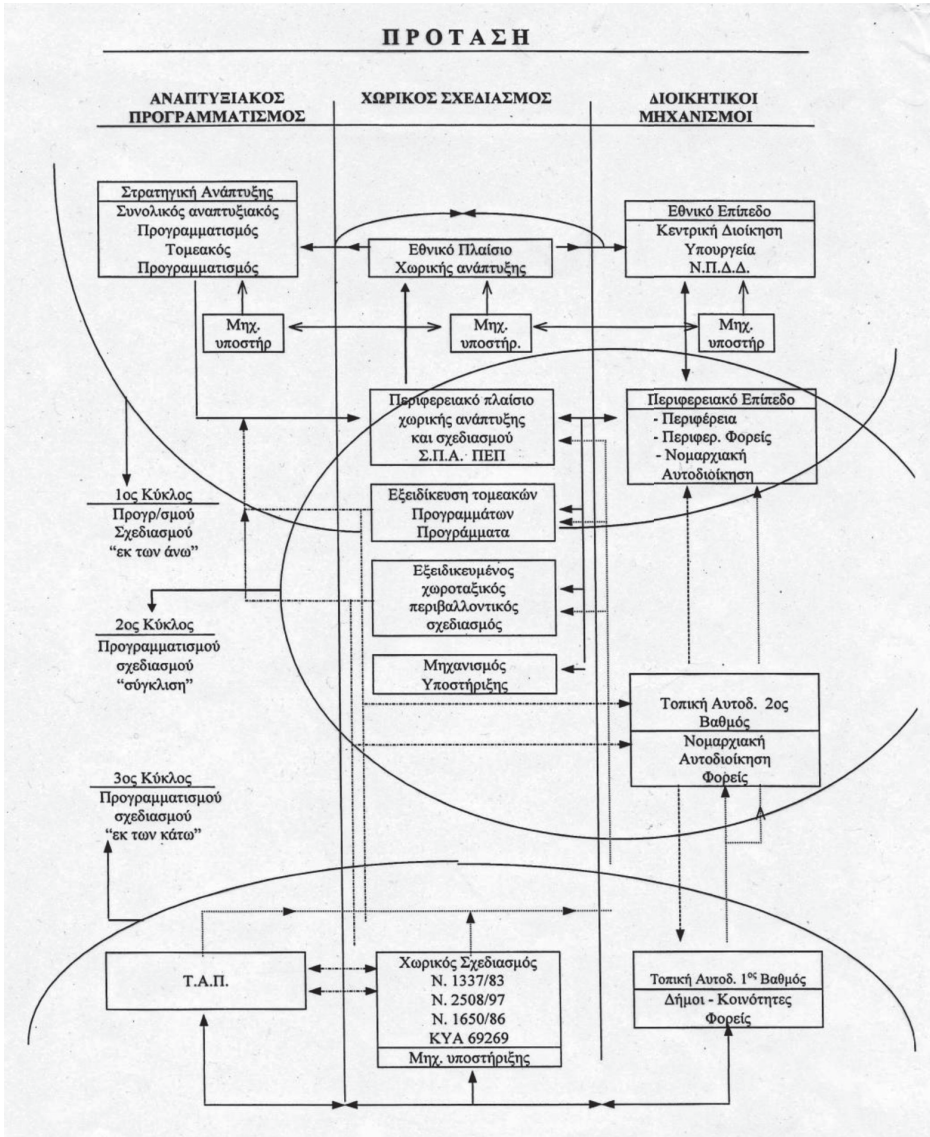 ΠΡΟΤΑΣΗ
ΑΝΑΠΤΥΞΙΑΚΟΣ
ΠΡΟΓΡΑΜΜΑΤΙΣΜΟΣ
ΧΩΡΙΚΟΣ ΣΧΕΔΙΑΣΜΟΣ
ΔΙΟΙΚΗΤΙΚΟΙ
ΜΗΧΑΝΙΣΜΟΙ
Στρατηγική Ανάπτυξης
Συνολικός αναπτυξιακός
Προγραμματισμός
Τομεακός
Προγραμματισμός
Εθνικό Πλαίσιο
Χωρικής ανάπτυξης
Εθνικό Επίπεδο
Κεντρική Διοίκηση
Υπουργεία
Ν.Π.Δ.Δ.
Μηχ.
υποστήρ
Μηχ.
υποστήρ.
Μηχ.
υποστήρ
Περιφερειακό πλαίσιο
χωρικής ανάπτυξης
και σχεδιασμού
Σ.Π.Α. ΠΕΠ
Περιφερειακό Επίπεδο
- Περιφέρεια
- Περιφερ. Φορείς
- Νομαρχιακή
Αυτοδιοίκηση
1ος Κύκλος
Προγρ/σμού
Σχεδιασμού
“εκ των άνω”
Εξειδίκευση τομεακών
Προγραμμάτων
Προγράμματα
Εξειδικευμένος
χωροταξικός
περιβαλλοντικός
σχεδιασμός
2ος Κύκλος
Προγραμματισμού
σχεδιασμού
“σύγκλιση”
Μηχανισμός
Υποστήριξης
Τοπική Αυτοδ. 2ος
Βαθμός
Νομαρχιακή
Αυτοδιοίκηση
Φορείς
3ος Κύκλος
Προγραμματισμού
σχεδιασμού
“εκ των κάτω”
Τ.Α.Π.
Χωρικός Σχεδιασμός
Ν. 1337/83
Ν. 2508/97
Ν. 1650/86
ΚΥΑ 69269
Μηχ. υποστήριξης
Τοπική Αυτοδ. 1ος Βαθμός
Δήμοι - Κοινότητες
Φορείς